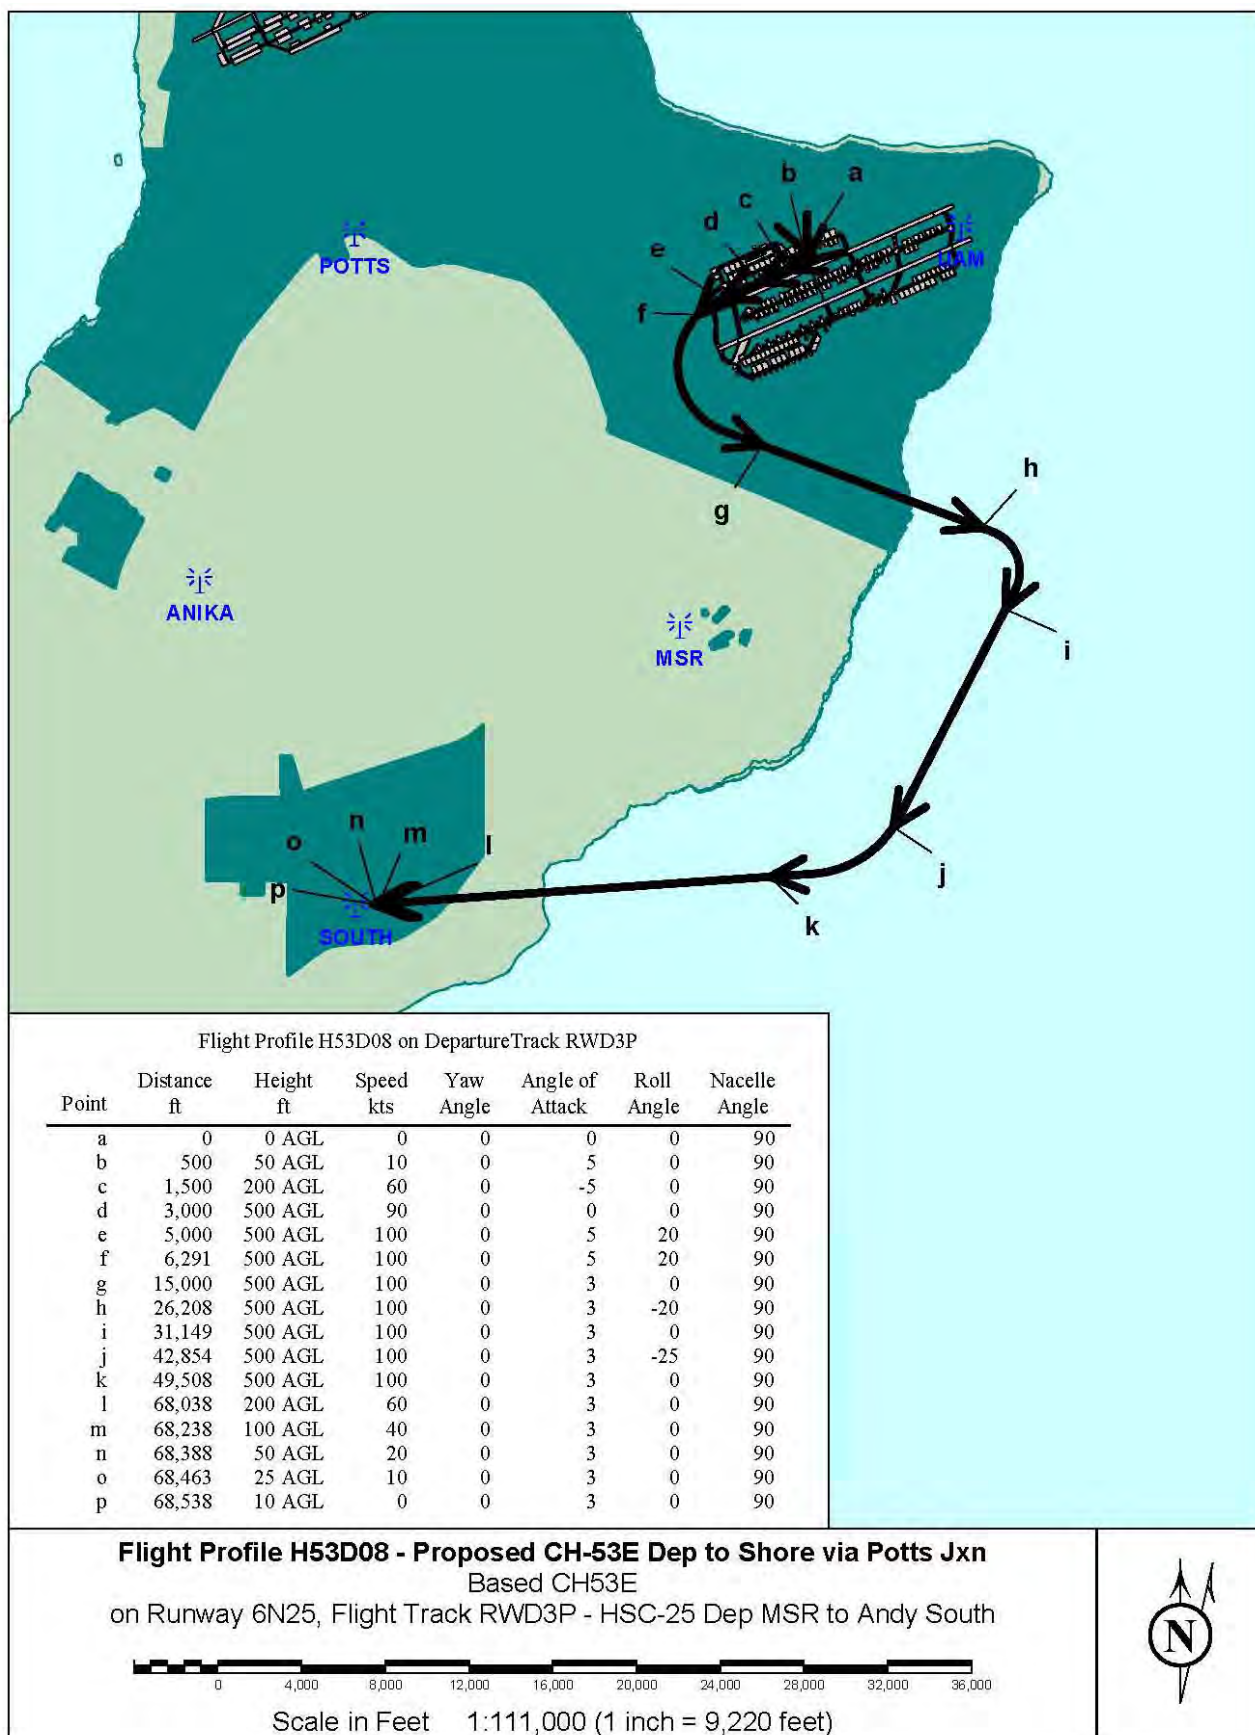 b
a
c
d
e
POTTS
UAM
f
h
g
ANIKA
MSR
i
n
m
o
l
j
p
k
SOUTH
Flight Profile H53D08 on DepartureTrack RWD3P
Distance Height Speed Yaw Angle of Roll Nacelle
Point ft ft kts Angle Attack Angle Angle
a 0 0 AGL 0 0 0 0 90
b 500 50 AGL 10 0 5 0 90
c 1,500 200 AGL 60 0 -5 0 90
d 3,000 500 AGL 90 0 0 0 90
e 5,000 500 AGL 100 0 5 20 90
f 6,291 500 AGL 100 0 5 20 90
g 15,000 500 AGL 100 0 3 0 90
h 26,208 500 AGL 100 0 3 -20 90
i 31,149 500 AGL 100 0 3 0 90
j 42,854 500 AGL 100 0 3 -25 90
k 49,508 500 AGL 100 0 3 0 90
l 68,038 200 AGL 60 0 3 0 90
m 68,238 100 AGL 40 0 3 0 90
n 68,388 50 AGL 20 0 3 0 90
o 68,463 25 AGL 10 0 3 0 90
p 68,538 10 AGL 0 0 3 0 90
Flight Profile H53D08 - Proposed CH-53E Dep to Shore via Potts Jxn
Based CH53E
on Runway 6N25, Flight Track RWD3P - HSC-25 Dep MSR to Andy South
N
0 4,000 8,000 12,000 16,000 20,000 24,000 28,000 32,000 36,000
Scale in Feet 1:111,000 (1 inch = 9,220 feet)